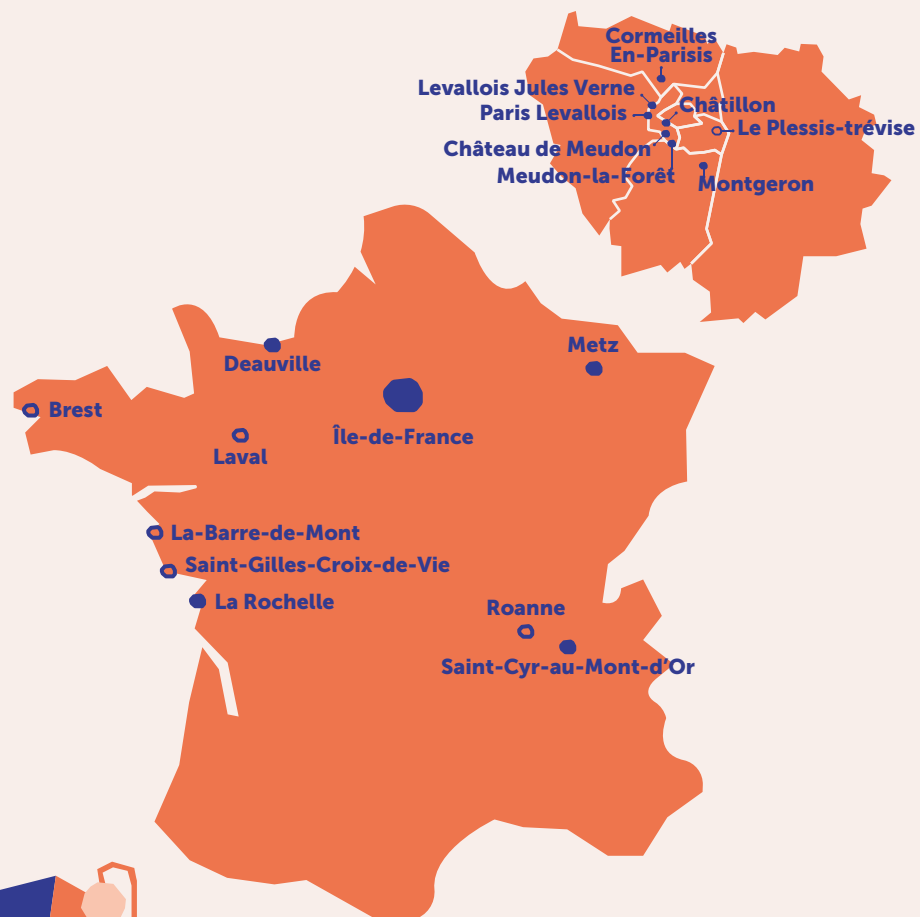 Cormeilles
En-Parisis
Levallois Jules Verne
Châtillon
Paris Levallois
Le Plessis-trévise
Château de Meudon
Meudon-la-Forêt
Montgeron
Metz
Deauville
Brest
Île-de-France
Laval
La-Barre-de-Mont
Saint-Gilles-Croix-de-Vie
La Rochelle
Roanne
Saint-Cyr-au-Mont-d'Or